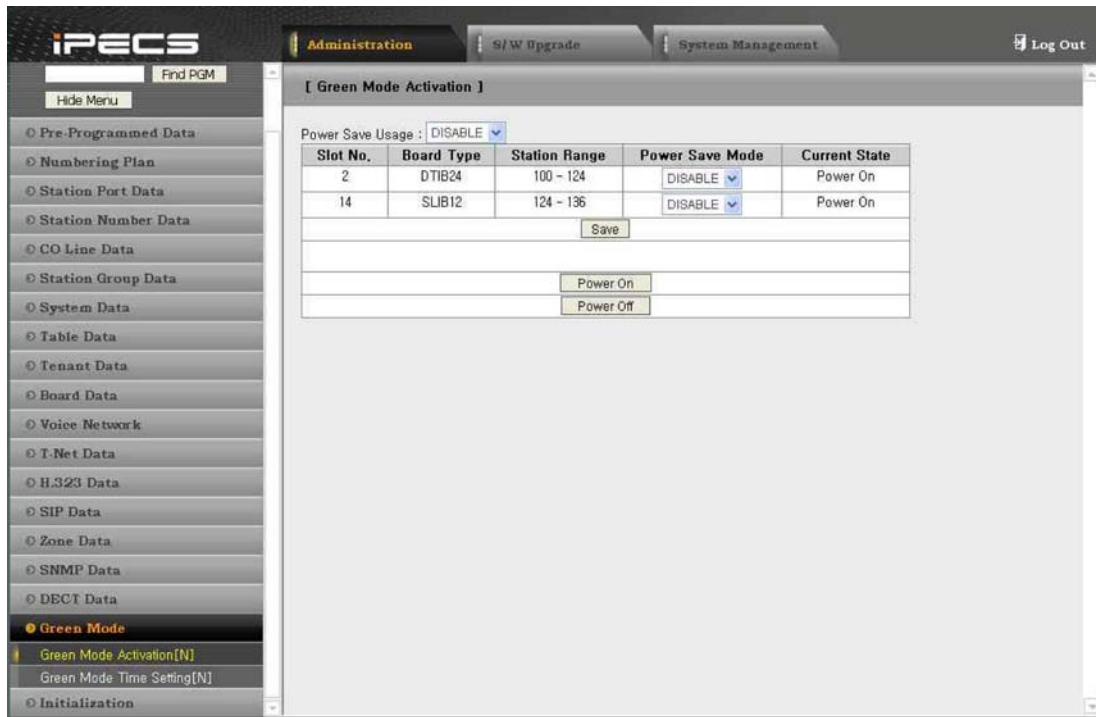 iPECS
Administration
S/W Upgrade
System Management
Log Out
Find PGM
Hide Menu
Pre-Programmed Data
Numbering Plan
Station Port Data
Station Number Data
CO Line Data
Station Group Data
System Data
Table Data
Tenant Data
Board Data
Voice Network
T-Net Data
H.323 Data
SIP Data
Zone Data
SNMP Data
DECT Data
Green Mode
Green Mode Activation[N]
Green Mode Time Setting[N]
Initialization
[ Green Mode Activation ]
Power Save Usage : DISABLE
Slot No. Board Type Station Range Power Save Mode Current State
2 DTIB24 100 - 124 DISABLE Power On
14 SLIB12 124 - 136 DISABLE Power On
Save
Power On
Power Off